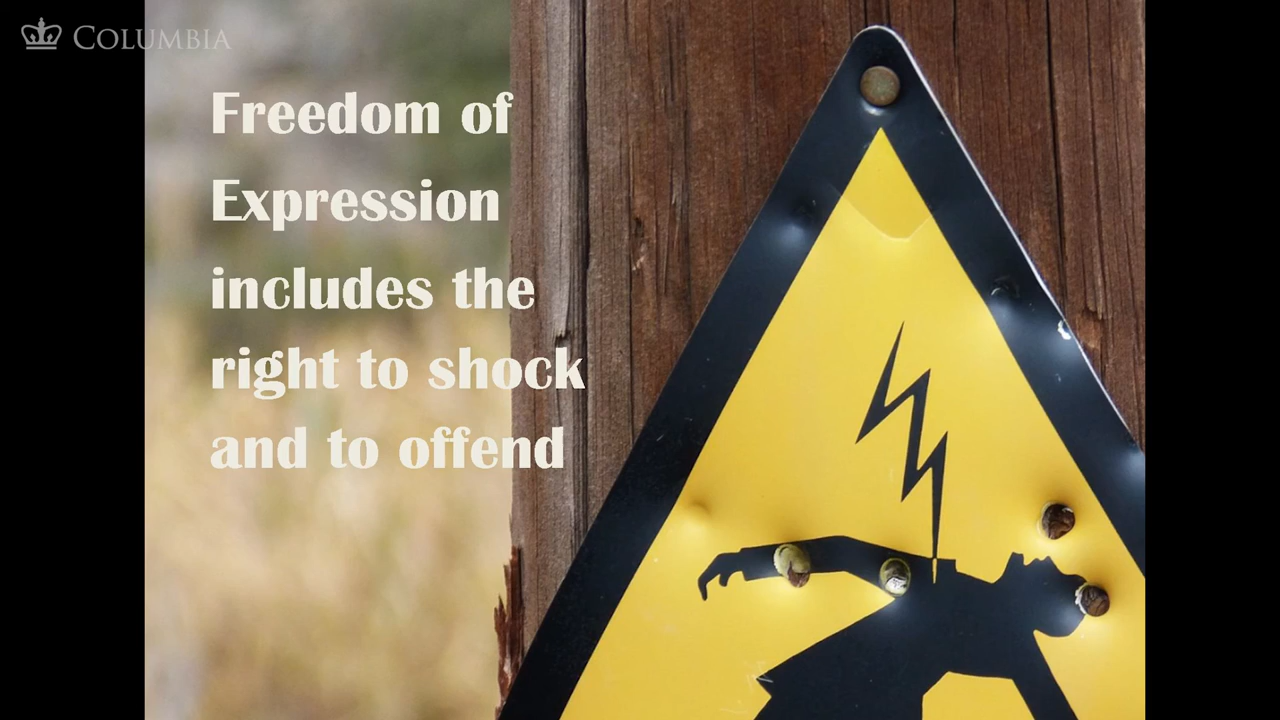 COLUMBIA
Freedom of
Expression
includes the
right to shock
and to offend